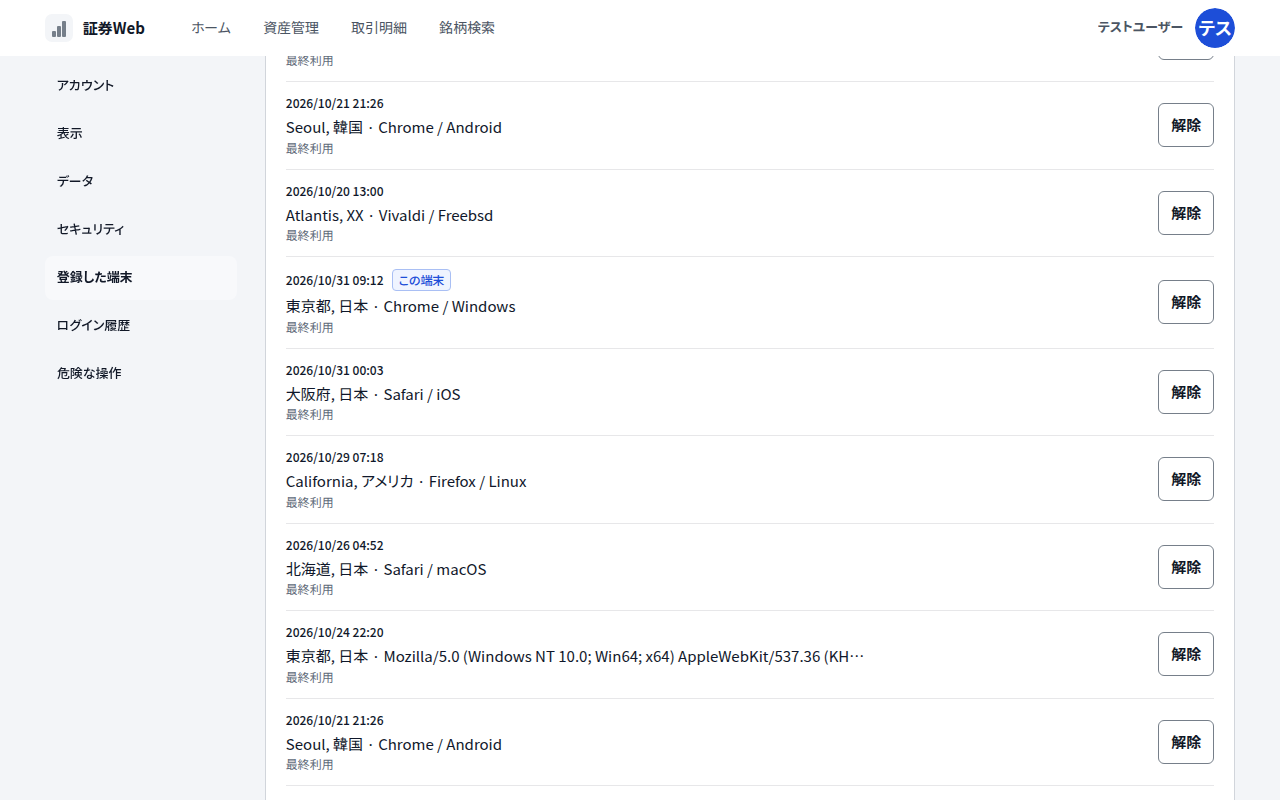 証券Web
ホーム
資産管理
取引明細
銘柄検索
テストユーザー
テス
アカウント
表示
データ
セキュリティ
登録した端末
ログイン履歴
危険な操作
最終利用
2026/10/21 21:26
Seoul, 韓国 · Chrome / Android
最終利用
解除
2026/10/20 13:00
Atlantis, XX · Vivaldi / Freebsd
最終利用
解除
2026/10/31 09:12 この端末
東京都, 日本 · Chrome / Windows
最終利用
解除
2026/10/31 00:03
大阪府, 日本 · Safari / iOS
最終利用
解除
2026/10/29 07:18
California, アメリカ · Firefox / Linux
最終利用
解除
2026/10/26 04:52
北海道, 日本 · Safari / macOS
最終利用
解除
2026/10/24 22:20
東京都, 日本 · Mozilla/5.0 (Windows NT 10.0; Win64; x64) AppleWebKit/537.36 (KH…
最終利用
解除
2026/10/21 21:26
Seoul, 韓国 · Chrome / Android
最終利用
解除